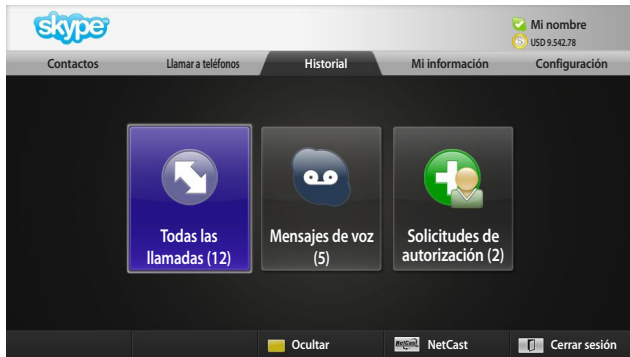 skype
Mi nombre
USD 9.542.78
Contactos
Llamar a teléfonos
Historial
Mi información
Configuración
Todas las
llamadas (12)
Mensajes de voz
(5)
Solicitudes de
autorización (2)
Ocultar
NetCast NetCast
Cerrar sesión